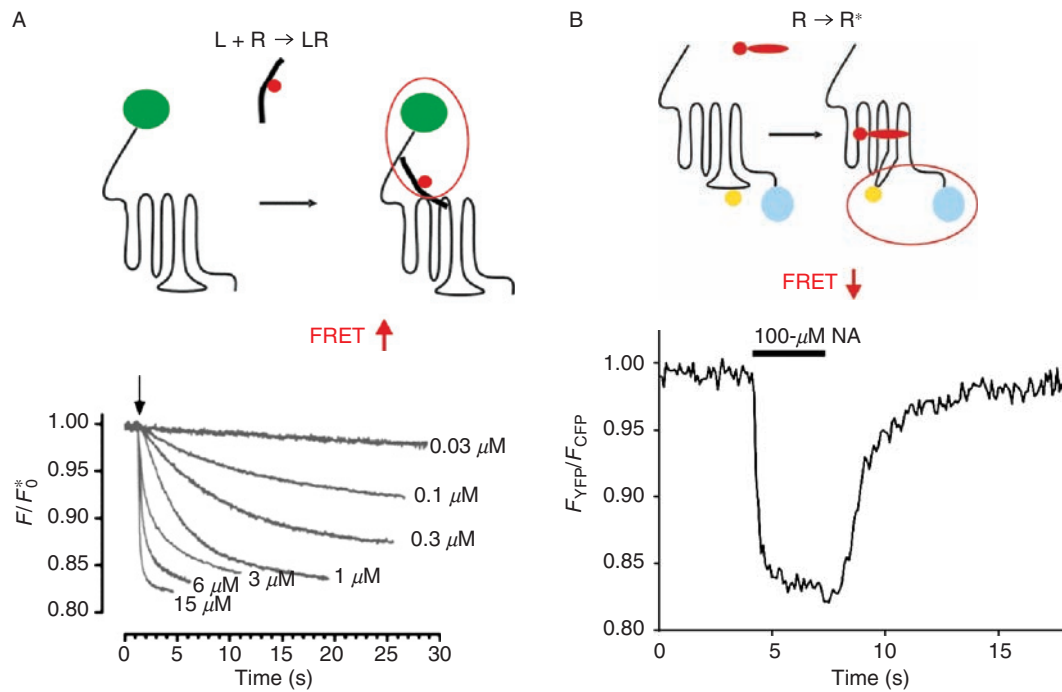 A
L + R → LR
FRET
F/F*0
1.00
0.95
0.90
0.85
0.80
0.03 μM
0.1 μM
0.3 μM
1 μM
3 μM
6 μM
15 μM
0 5 10 15 20 25 30
Time (s)
B
R → R*
FRET
100-μM NA
FYFP/FCFP
1.00
0.95
0.90
0.85
0.80
0 5 10 15
Time (s)